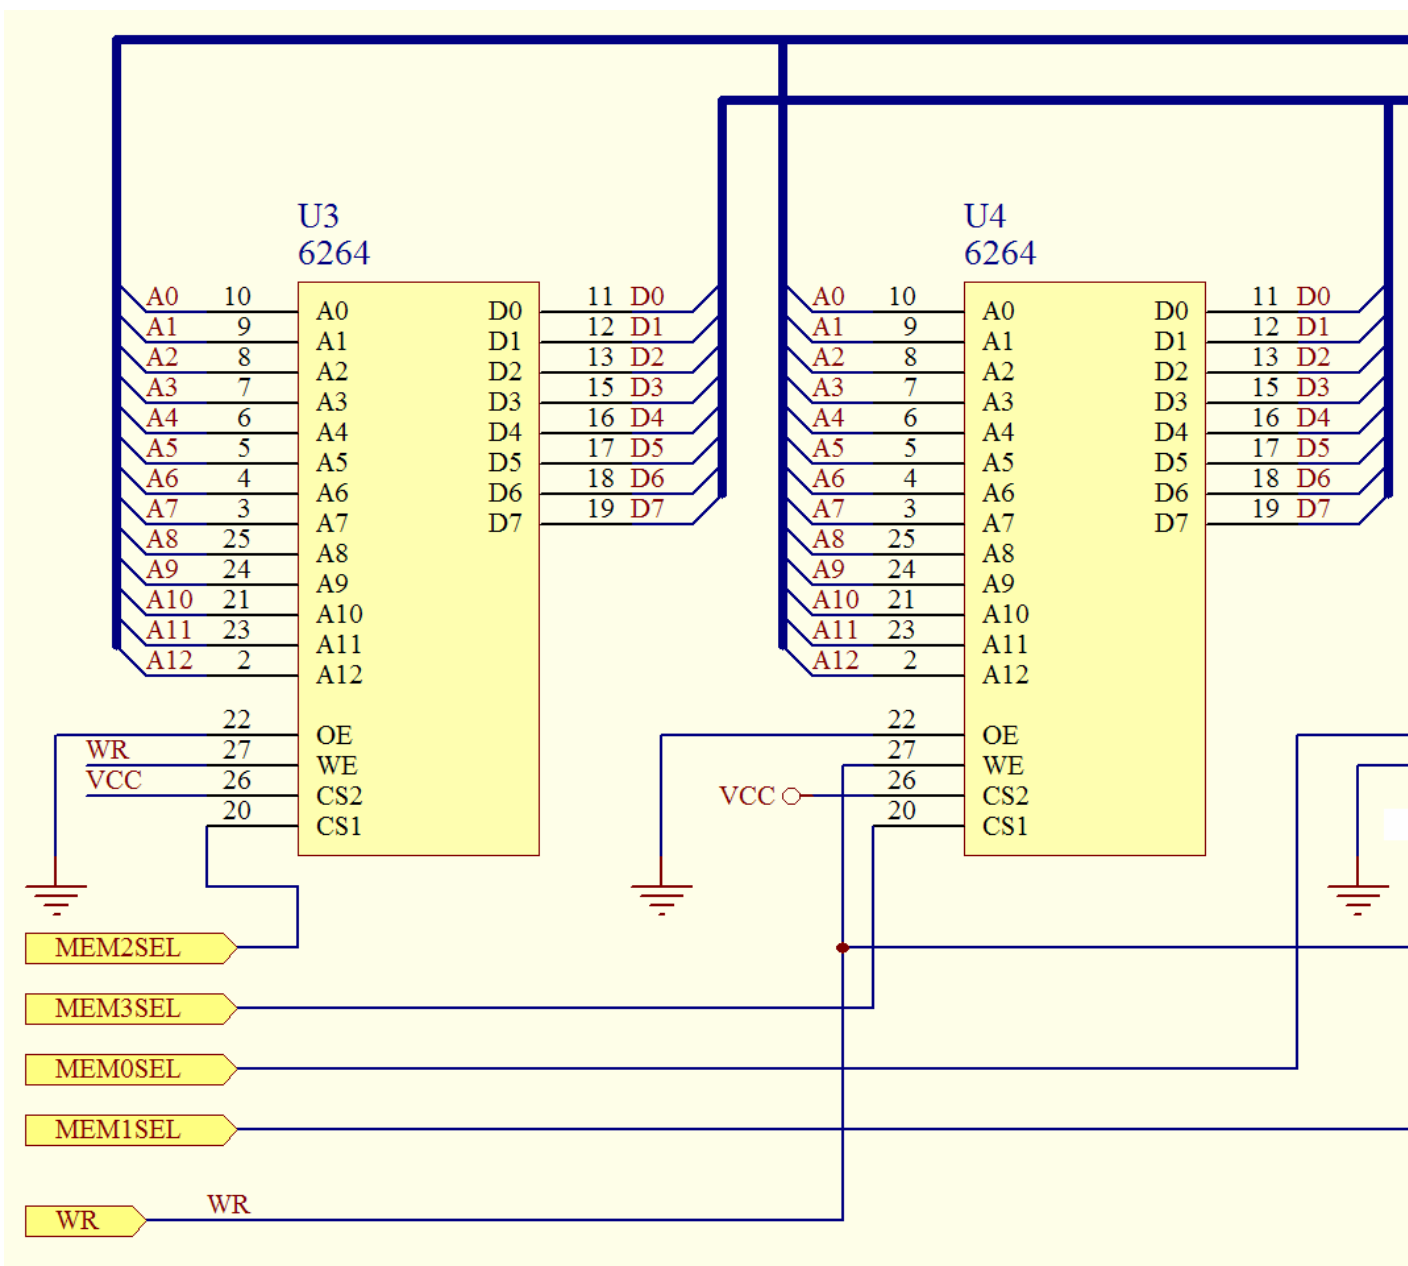 U3 U4
6264 6264
A0 10 11 D0 A0 10 11 D0
A0 D0 A0 D0
A1 9 12 D1 A1 9 12 D1
A1 D1 A1 D1
A2 8 13 D2 A2 8 13 D2
A2 D2 A2 D2
A3 7 15 D3 A3 7 15 D3
A3 D3 A3 D3
A4 6 16 D4 A4 6 16 D4
A4 D4 A4 D4
A5 5 17 D5 A5 5 17 D5
A5 D5 A5 D5
A6 4 18 D6 A6 4 18 D6
A6 D6 A6 D6
A7 3 19 D7 A7 3 19 D7
A7 D7 A7 D7
A8 25 A8 25
A8 A8
A9 24 A9 24
A9 A9
A10 21 A10 21
A10 A10
A11 23 A11 23
A11 A11
A12 2 A12 2
A12 A12
22 22
OE OE
WR 27 27
WE WE
VCC 26 26
CS2 VCC CS2
20 20
CS1 CS1
MEM2SEL
MEM3SEL
MEM0SEL
MEM1SEL
WR
WR